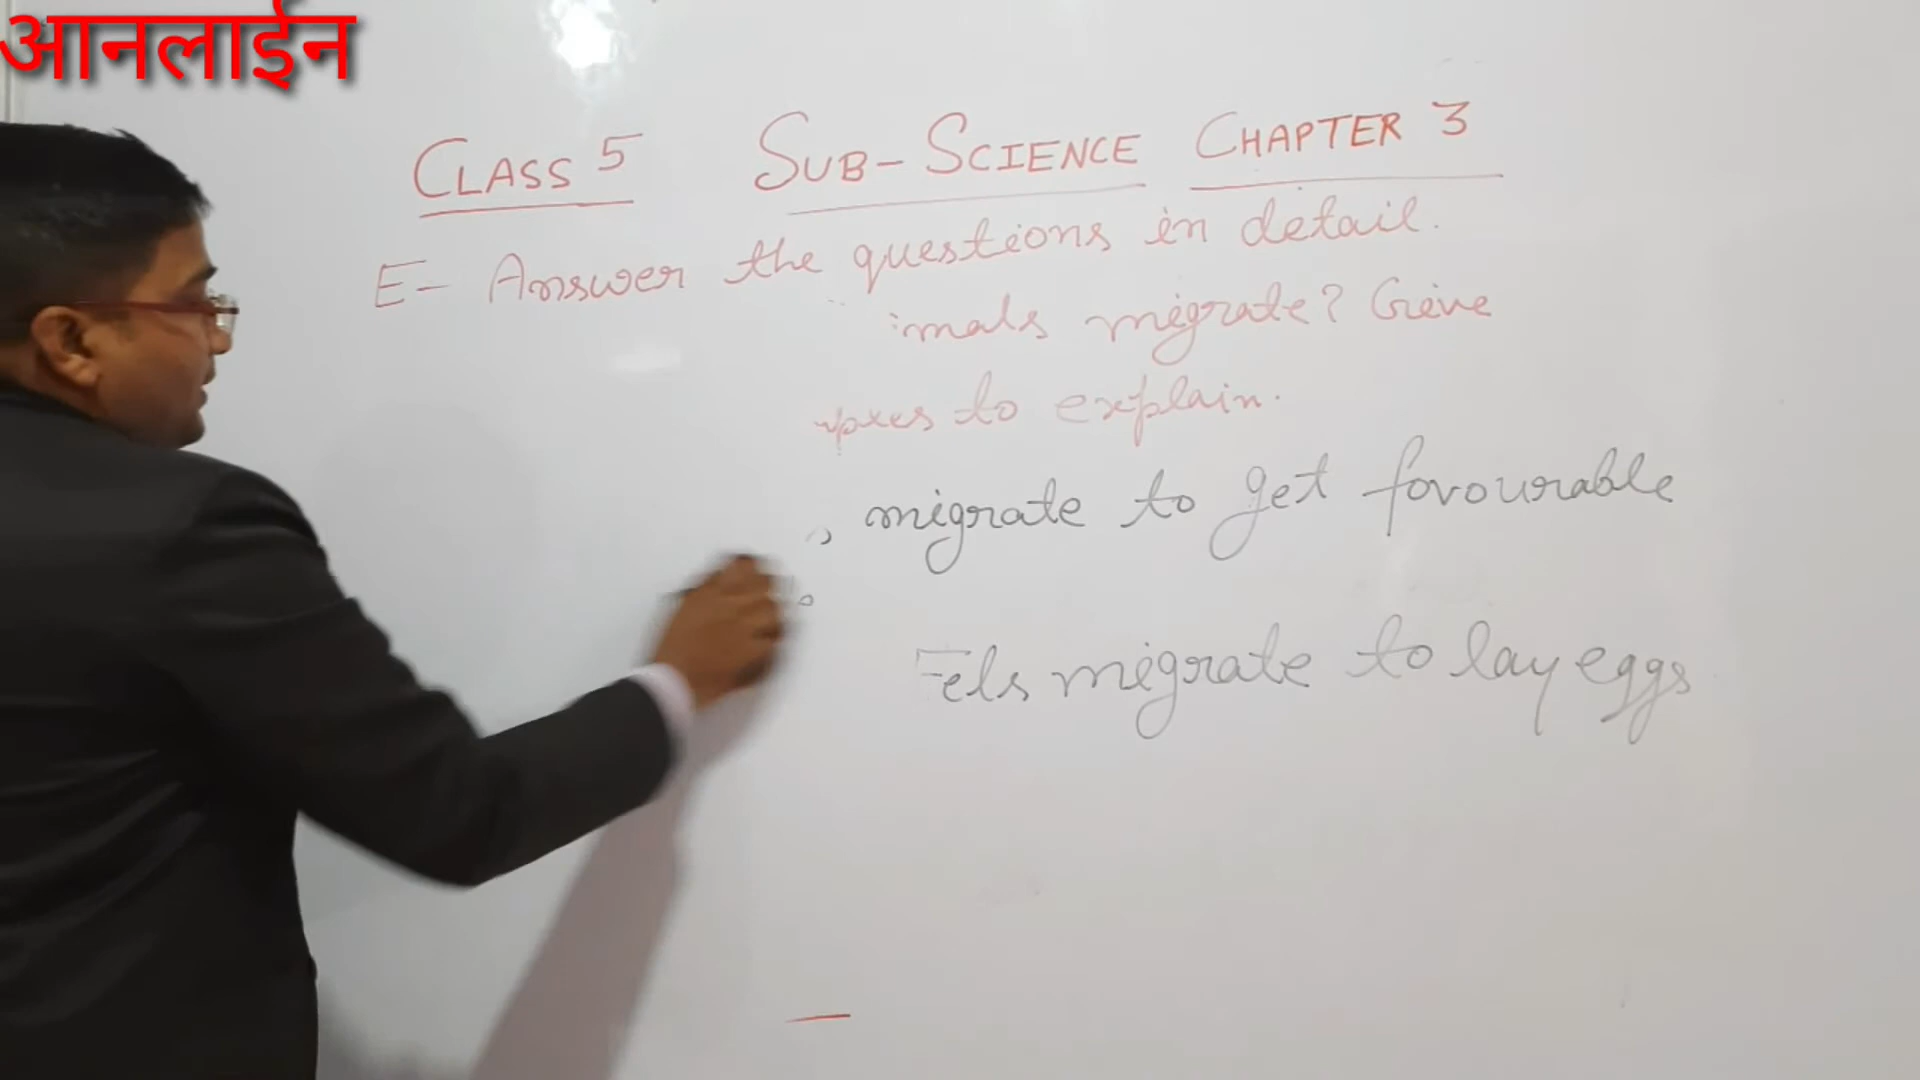 आनलाईन
CLASS 5 SUB-SCIENCE CHAPTER 3
E- Answer the questions in detail.
imals migrate? Give
to explain.
migrate to get favourable
Eels migrate to lay eggs